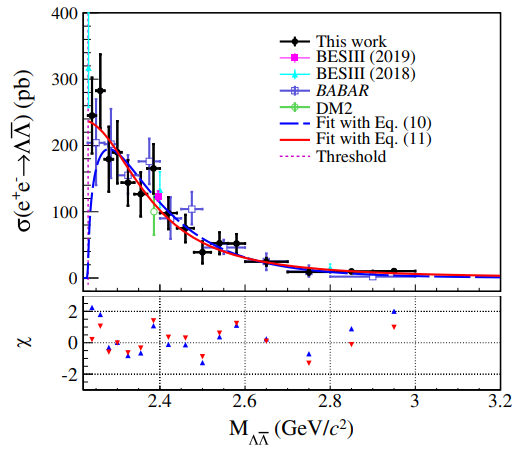 400
300
200
100
0
σ(e⁺e⁻→ΛΛ̅) (pb)
This work
BESIII (2019)
BESIII (2018)
BABAR
DM2
Fit with Eq. (10)
Fit with Eq. (11)
Threshold
2
0
−2
χ
2.4 2.6 2.8 3 3.2
M_ΛΛ̅ (GeV/c²)